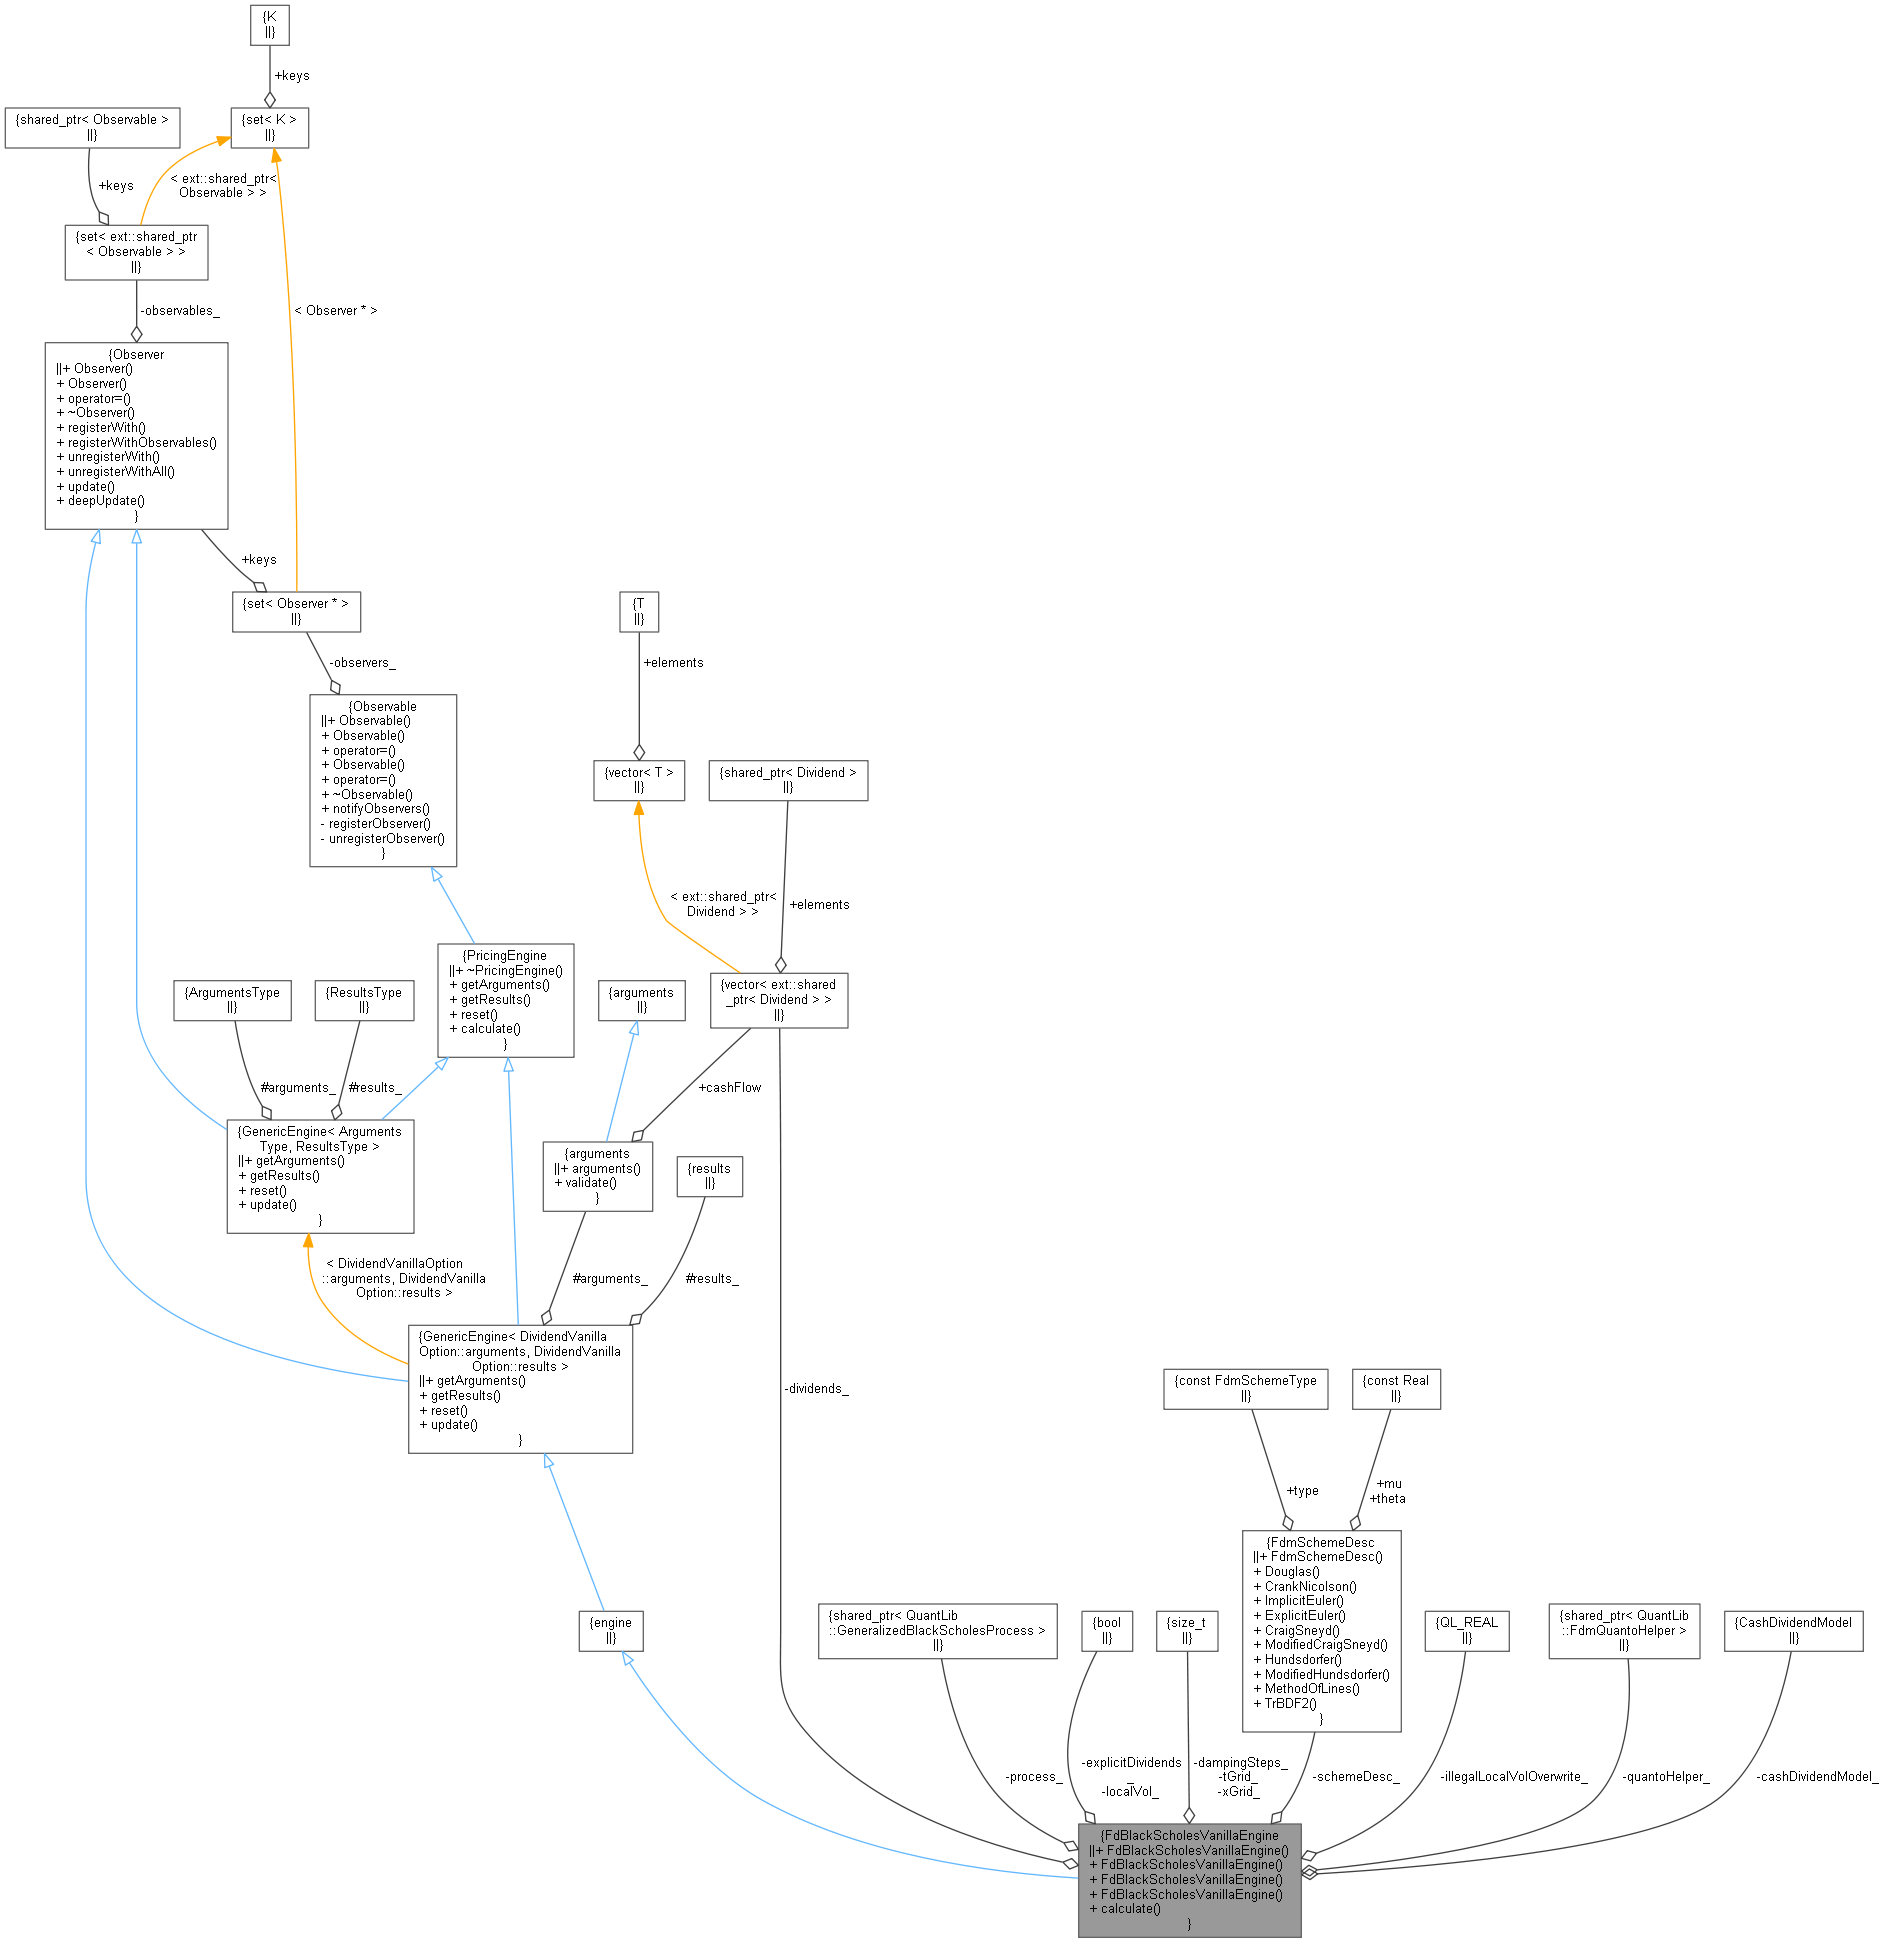 {K
||}
+keys
{shared_ptr< Observable >
||}
{set< K >
||}
+keys
< ext::shared_ptr<
Observable > >
{set< ext::shared_ptr
< Observable > >
||}
-observables_
< Observer * >
{Observer
||+ Observer()
+ Observer()
+ operator=()
+ ~Observer()
+ registerWith()
+ registerWithObservables()
+ unregisterWith()
+ unregisterWithAll()
+ update()
+ deepUpdate()
}
+keys
{set< Observer * >
||}
-observers_
{T
||}
+elements
{Observable
||+ Observable()
+ Observable()
+ operator=()
+ Observable()
+ operator=()
+ ~Observable()
+ notifyObservers()
- registerObserver()
- unregisterObserver()
}
{vector< T >
||}
{shared_ptr< Dividend >
||}
< ext::shared_ptr<
Dividend > >
+elements
{PricingEngine
||+ ~PricingEngine()
+ getArguments()
+ getResults()
+ reset()
+ calculate()
}
{ArgumentsType
||}
{ResultsType
||}
{arguments
||}
{vector< ext::shared
_ptr< Dividend > >
||}
#arguments_
#results_
+cashFlow
{GenericEngine< Arguments
Type, ResultsType >
||+ getArguments()
+ getResults()
+ reset()
+ update()
}
{arguments
||+ arguments()
+ validate()
}
{results
||}
< DividendVanillaOption
::arguments, DividendVanilla
Option::results >
#arguments_
#results_
{GenericEngine< DividendVanilla
Option::arguments, DividendVanilla
Option::results >
||+ getArguments()
+ getResults()
+ reset()
+ update()
}
-dividends_
{const FdmSchemeType
||}
{const Real
||}
+type
+mu
+theta
{engine
||}
{shared_ptr< QuantLib
::GeneralizedBlackScholesProcess >
||}
{bool
||}
{size_t
||}
{FdmSchemeDesc
||+ FdmSchemeDesc()
+ Douglas()
+ CrankNicolson()
+ ImplicitEuler()
+ ExplicitEuler()
+ CraigSneyd()
+ ModifiedCraigSneyd()
+ Hundsdorfer()
+ ModifiedHundsdorfer()
+ MethodOfLines()
+ TrBDF2()
}
{QL_REAL
||}
{shared_ptr< QuantLib
::FdmQuantoHelper >
||}
{CashDividendModel
||}
-process_
-explicitDividends
_
-localVol_
-dampingSteps_
-tGrid_
-xGrid_
-schemeDesc_
-illegalLocalVolOverwrite_
-quantoHelper_
-cashDividendModel_
{FdBlackScholesVanillaEngine
||+ FdBlackScholesVanillaEngine()
+ FdBlackScholesVanillaEngine()
+ FdBlackScholesVanillaEngine()
+ FdBlackScholesVanillaEngine()
+ calculate()
}